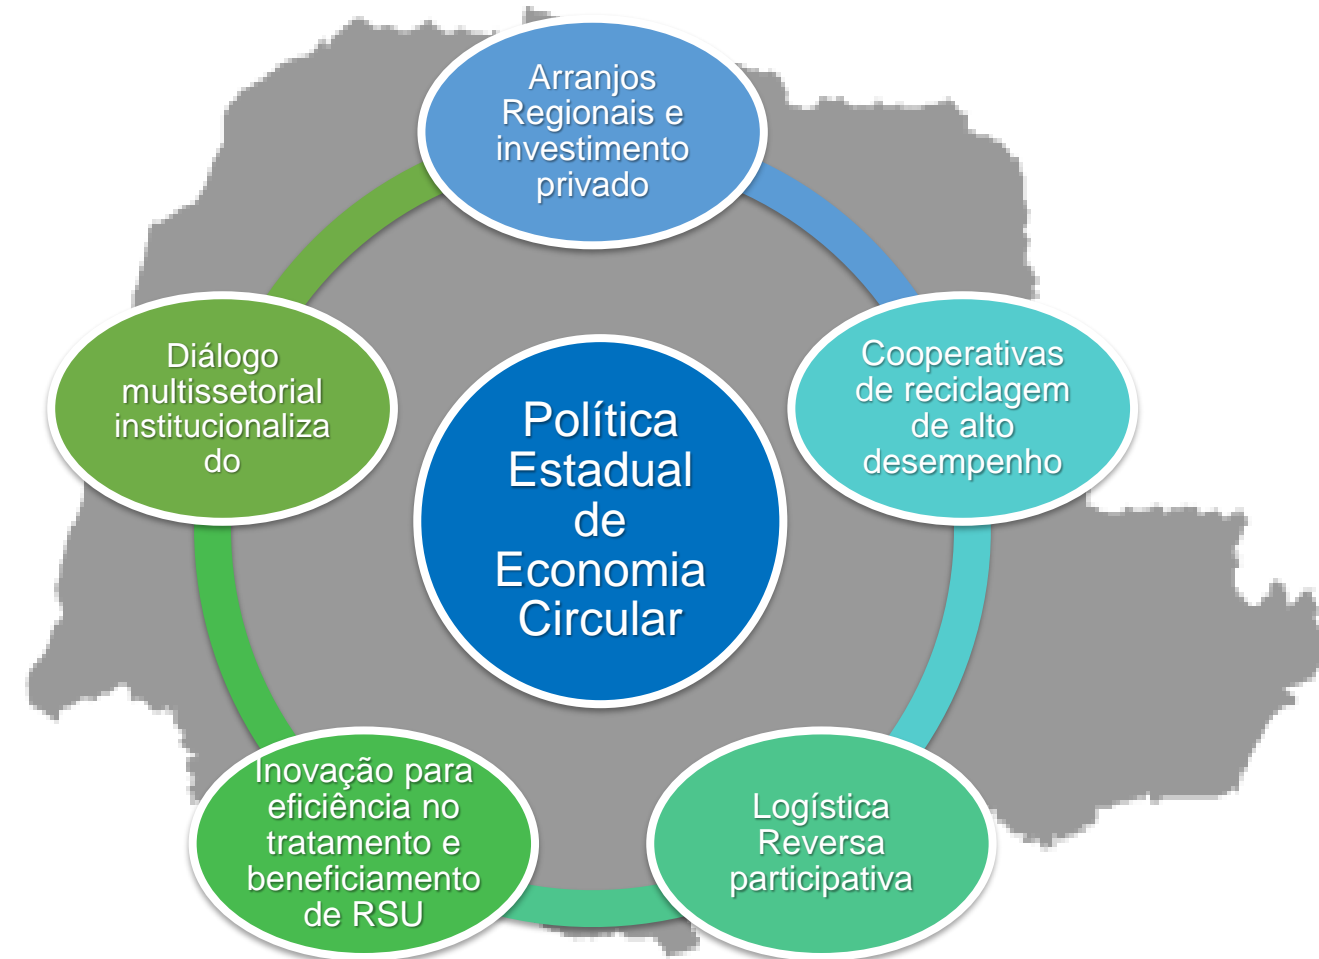 Arranjos
Regionais e
investimento
privado
Cooperativas
de reciclagem
de alto
desempenho
Logística
Reversa
participativa
Inovação para
eficiência no
tratamento e
beneficiamento
de RSU
Diálogo
multissetorial
institucionaliza
do
Política
Estadual
de
Economia
Circular